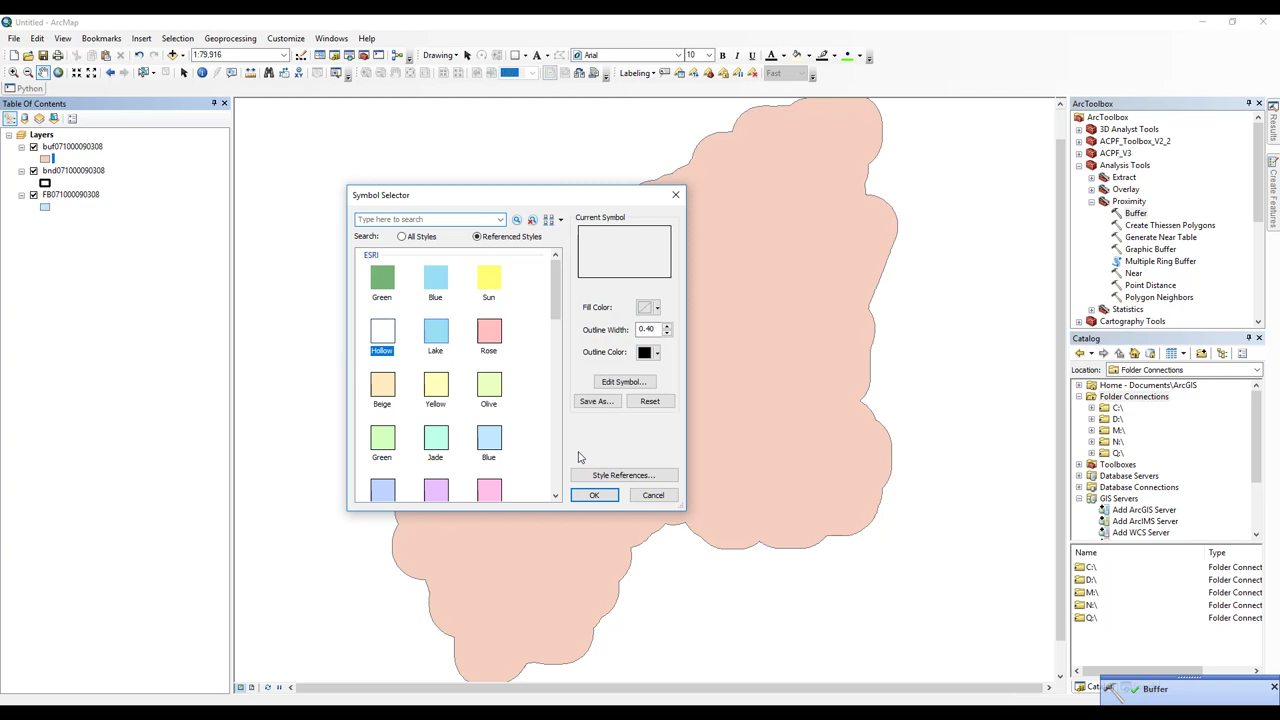 Untitled - ArcMap
File Edit View Bookmarks Insert Selection Geoprocessing Customize Windows Help
1:79,916 Drawing Arial 10 B I U A
Labeling Fast
Python
Table Of Contents
Layers
buf071000090308
bnd071000090308
FB071000090308
Symbol Selector
Type here to search
Search: All Styles Referenced Styles
ESRI
Green Blue Sun
Hollow Lake Rose
Beige Yellow Olive
Green Jade Blue
Current Symbol
Fill Color:
Outline Width: 0.40
Outline Color:
Edit Symbol...
Save As... Reset
Style References...
OK Cancel
ArcToolbox
ArcToolbox
3D Analyst Tools
ACPF_Toolbox_V2_2
ACPF_V3
Analysis Tools
Extract
Overlay
Proximity
Buffer
Create Thiessen Polygons
Generate Near Table
Graphic Buffer
Multiple Ring Buffer
Near
Point Distance
Polygon Neighbors
Statistics
Cartography Tools
Results
Create Features
Catalog
Location: Folder Connections
Home - Documents\ArcGIS
Folder Connections
C:\
D:\
M:\
N:\
Q:\
Toolboxes
Database Servers
Database Connections
GIS Servers
Add ArcGIS Server
Add ArcIMS Server
Add WCS Server
Name Type
C:\ Folder Connect
D:\ Folder Connect
M:\ Folder Connect
N:\ Folder Connect
Q:\ Folder Connect
Buffer